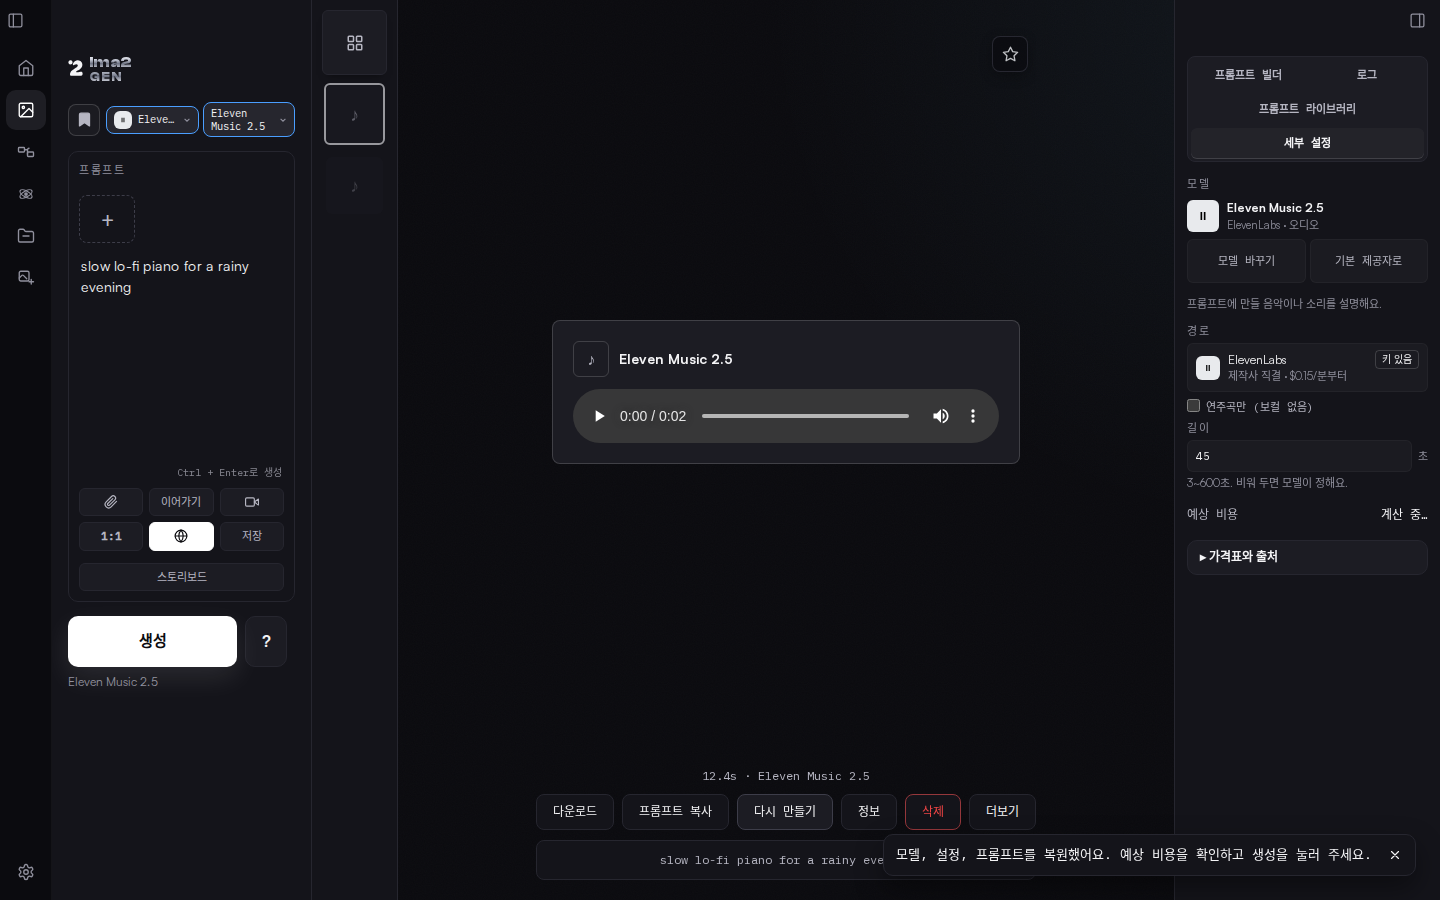 ima2
GEN
Eleve…
Eleven
Music 2.5
프롬프트
+
slow lo-fi piano for a rainy
evening
Ctrl + Enter로 생성
이어가기
1:1
저장
스토리보드
생성
?
Eleven Music 2.5
Eleven Music 2.5
0:00 / 0:02
12.4s · Eleven Music 2.5
다운로드
프롬프트 복사
다시 만들기
정보
삭제
더보기
slow lo-fi piano for a rainy eve
프롬프트 빌더
로그
프롬프트 라이브러리
세부 설정
모델
Eleven Music 2.5
ElevenLabs • 오디오
모델 바꾸기
기본 제공자로
프롬프트에 만들 음악이나 소리를 설명해요.
경로
ElevenLabs
키 있음
제작사 직결 • $0.15/분부터
연주곡만 (보컬 없음)
길이
45
초
3~600초. 비워 두면 모델이 정해요.
예상 비용
계산 중…
▸ 가격표와 출처
모델, 설정, 프롬프트를 복원했어요. 예상 비용을 확인하고 생성을 눌러 주세요.